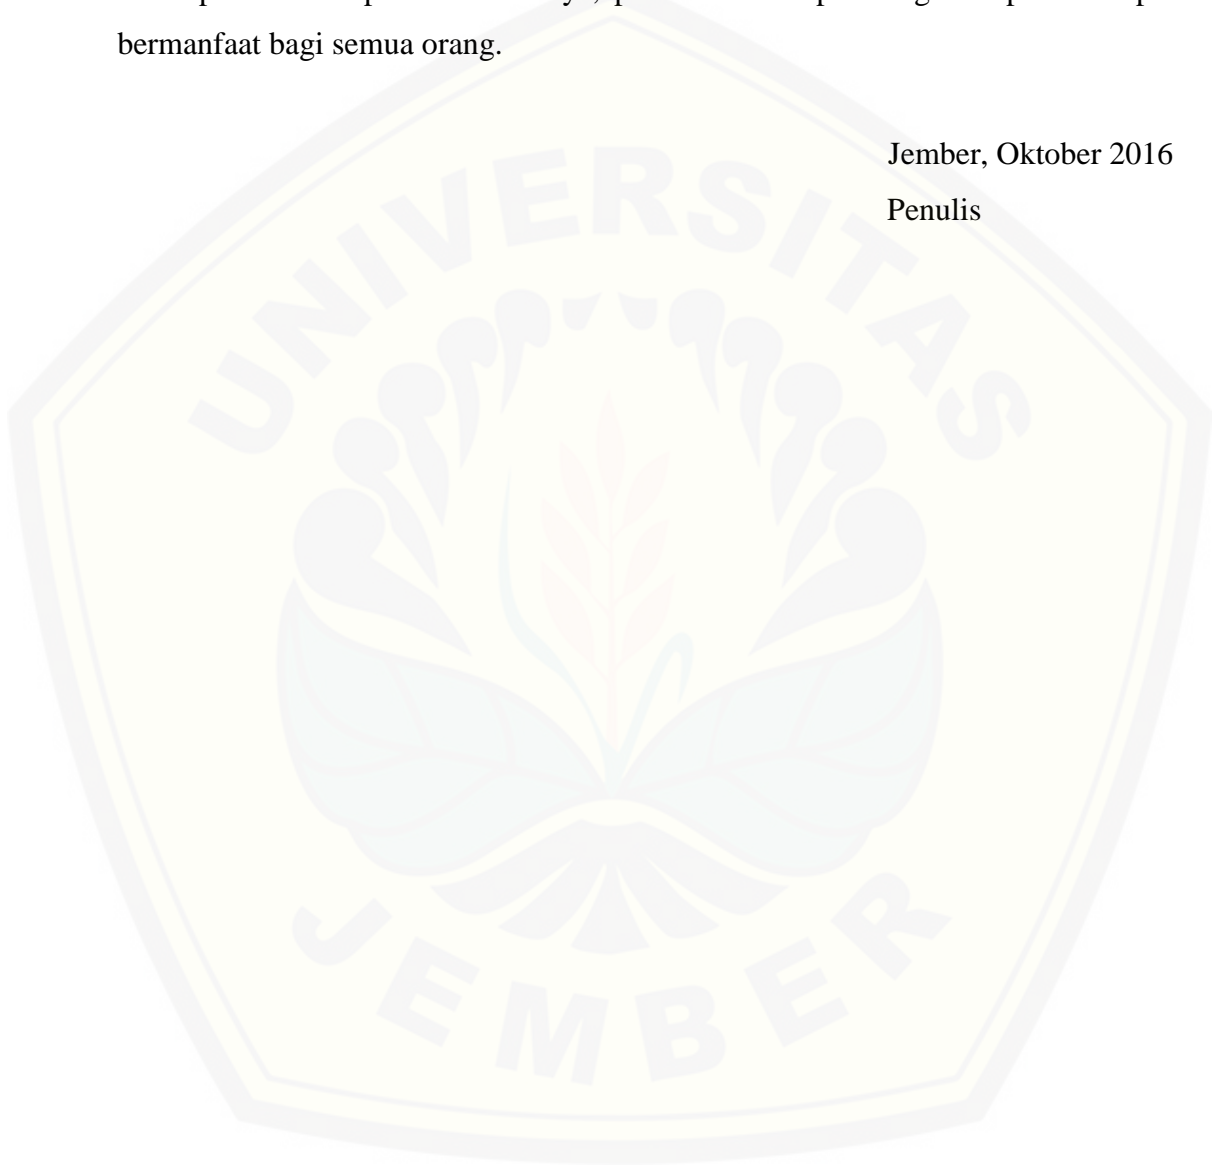 bermanfaat bagi semua orang.
Jember, Oktober 2016
Penulis
UNIVERSITAS
JEMBER